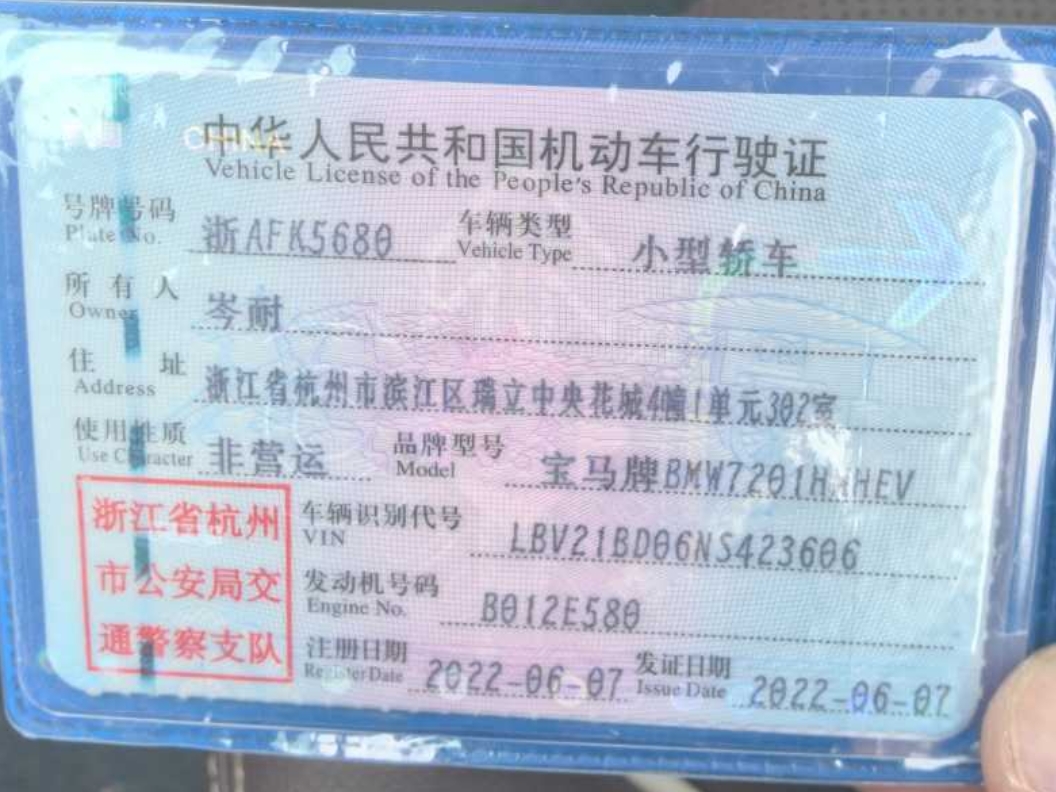 CHINA
中华人民共和国机动车行驶证
Vehicle License of the People's Republic of China
号牌号码 浙AFK5680 车辆类型 小型轿车
Plate No. Vehicle Type
所有人 岑耐
Owner
住址 浙江省杭州市滨江区瑞立中央花城4幢1单元302室
Address
使用性质 非营运 品牌型号 宝马牌BMW7201H HEV
Use Character Model
浙江省杭州
市公安局交
通警察支队
车辆识别代号 LBV21BD06NS423606
VIN
发动机号码 B012E580
Engine No.
注册日期 2022-06-07 发证日期 2022-06-07
Register Date Issue Date